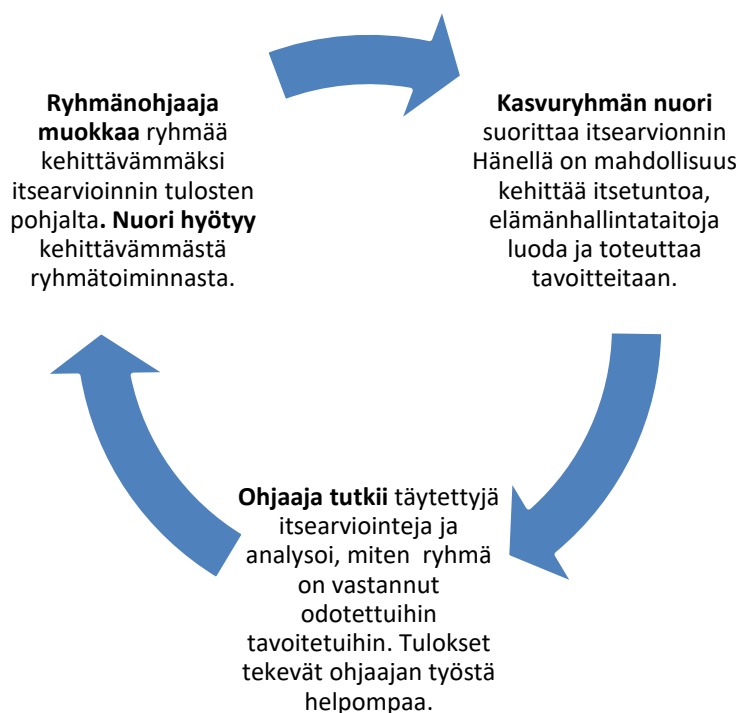 Ryhmänohjaaja
muokkaa ryhmää
kehittävämmäksi
itsearvioinnin tulosten
pohjalta. Nuori hyötyy
kehittävämmästä
ryhmätoiminnasta.
Kasvuryhmän nuori
suorittaa itsearvionnin
Hänellä on mahdollisuus
kehittää itsetuntoa,
elämänhallintataitoja
luoda ja toteuttaa
tavoitteitaan.
Ohjaaja tutkii täytettyjä
itsearviointeja ja
analysoi, miten ryhmä
on vastannut
odotettuihin
tavoitetuihin. Tulokset
tekevät ohjaajan työstä
helpompaa.